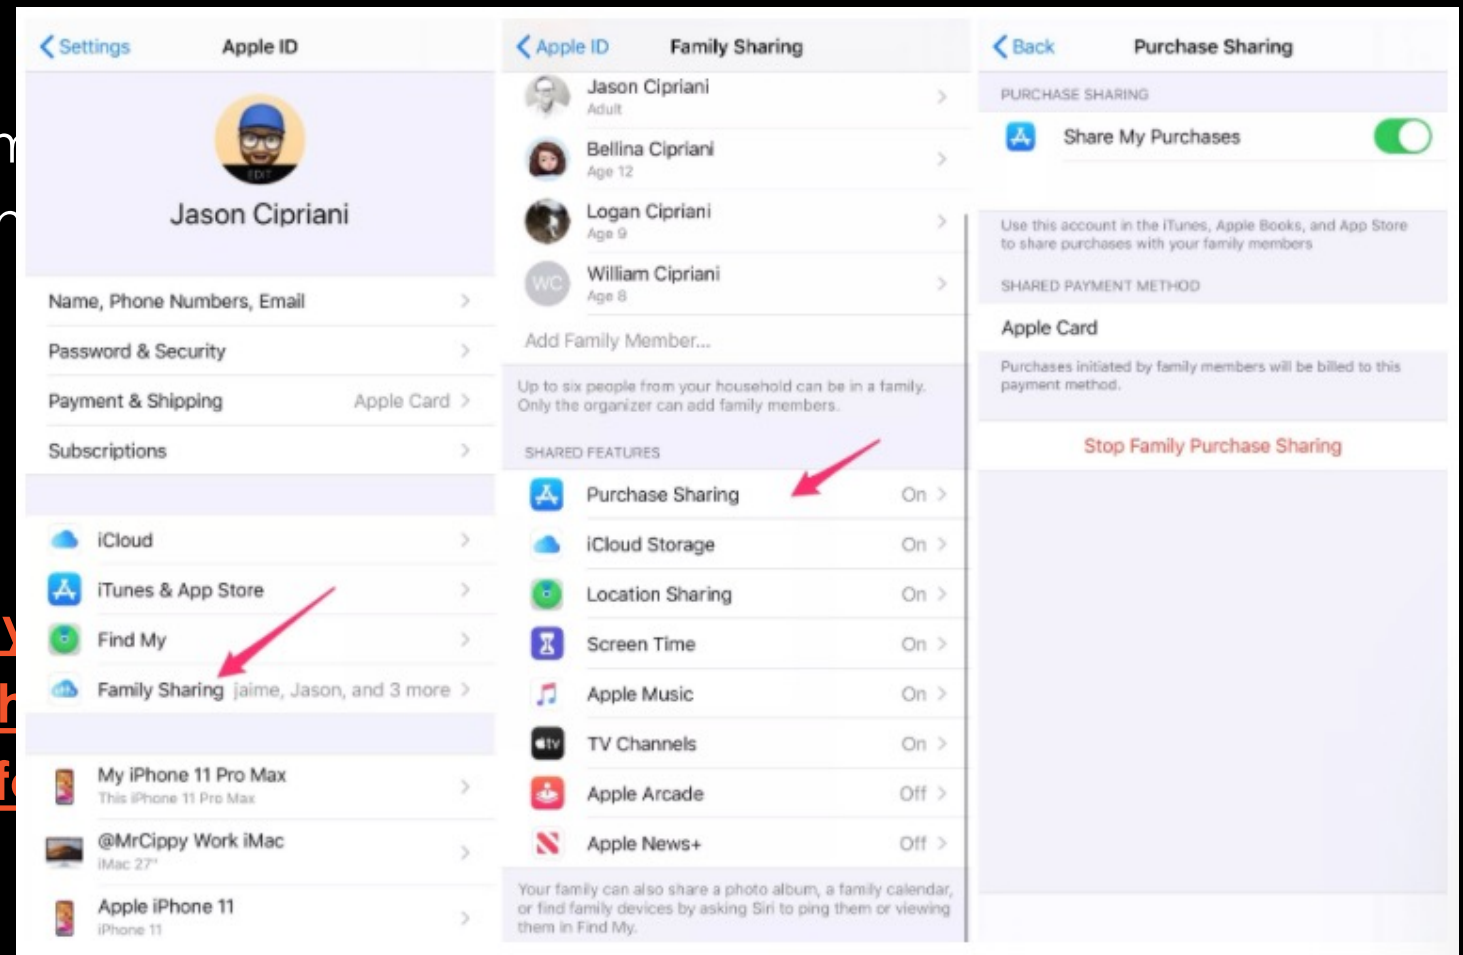 Settings
Apple ID
EDIT
Jason Cipriani
Name, Phone Numbers, Email
Password & Security
Payment & Shipping Apple Card
Subscriptions
iCloud
iTunes & App Store
Find My
Family Sharing jaime, Jason, and 3 more
My iPhone 11 Pro Max
This iPhone 11 Pro Max
@MrCippy Work iMac
iMac 27"
Apple iPhone 11
iPhone 11
Apple ID
Family Sharing
Jason Cipriani
Adult
Bellina Cipriani
Age 12
Logan Cipriani
Age 9
WC
William Cipriani
Age 8
Add Family Member...
Up to six people from your household can be in a family.
Only the organizer can add family members.
SHARED FEATURES
Purchase Sharing On
iCloud Storage On
Location Sharing On
Screen Time On
Apple Music On
tv
TV Channels On
Apple Arcade Off
Apple News+ Off
Your family can also share a photo album, a family calendar,
or find family devices by asking Siri to ping them or viewing
them in Find My.
Back
Purchase Sharing
PURCHASE SHARING
Share My Purchases
Use this account in the iTunes, Apple Books, and App Store
to share purchases with your family members
SHARED PAYMENT METHOD
Apple Card
Purchases initiated by family members will be billed to this
payment method.
Stop Family Purchase Sharing